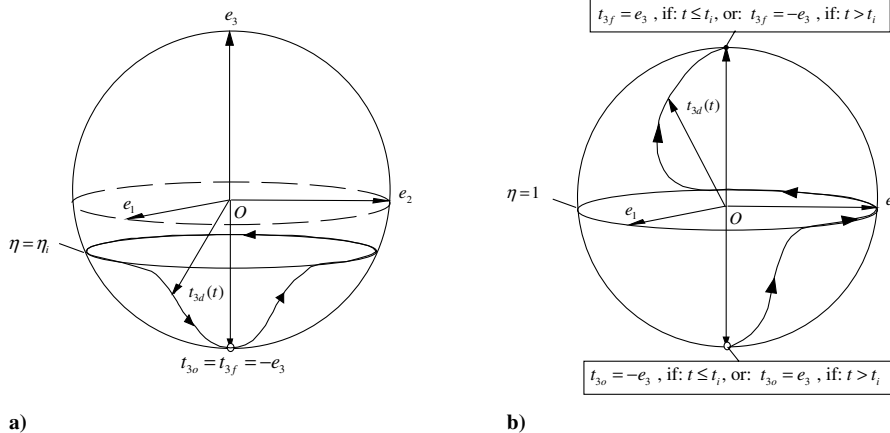 e₃
e₁
O
e₂
η = ηᵢ
t₃d(t)
t₃ₒ = t₃f = −e₃
a)
t₃f = e₃ , if: t ≤ tᵢ, or: t₃f = −e₃ , if: t > tᵢ
t₃d(t)
η = 1
e₁
O
e
t₃ₒ = −e₃ , if: t ≤ tᵢ, or: t₃ₒ = e₃ , if: t > tᵢ
b)